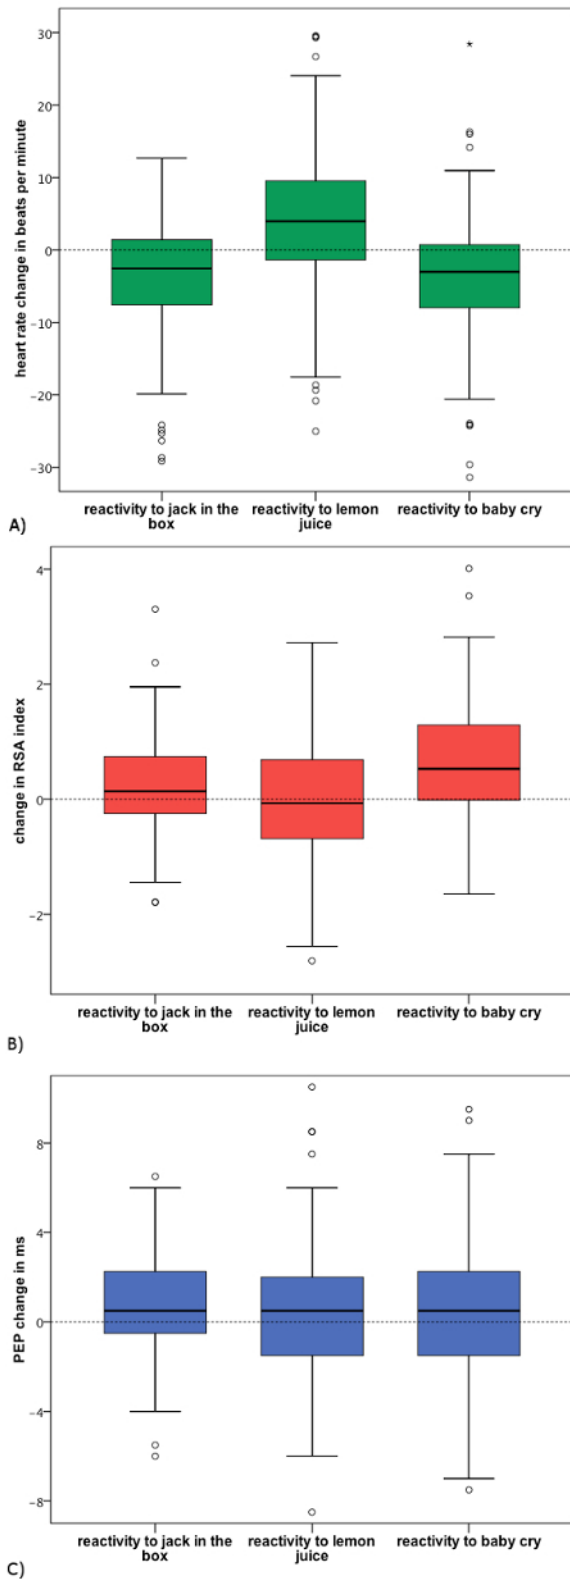 30
20
10
0
-10
-20
-30
heart rate change in beats per minute
reactivity to jack in the
box
reactivity to lemon
juice
reactivity to baby cry
A)
4
2
0
-2
change in RSA index
reactivity to jack in the
box
reactivity to lemon
juice
reactivity to baby cry
B)
8
4
0
-4
-8
PEP change in ms
reactivity to jack in the
box
reactivity to lemon
juice
reactivity to baby cry
C)